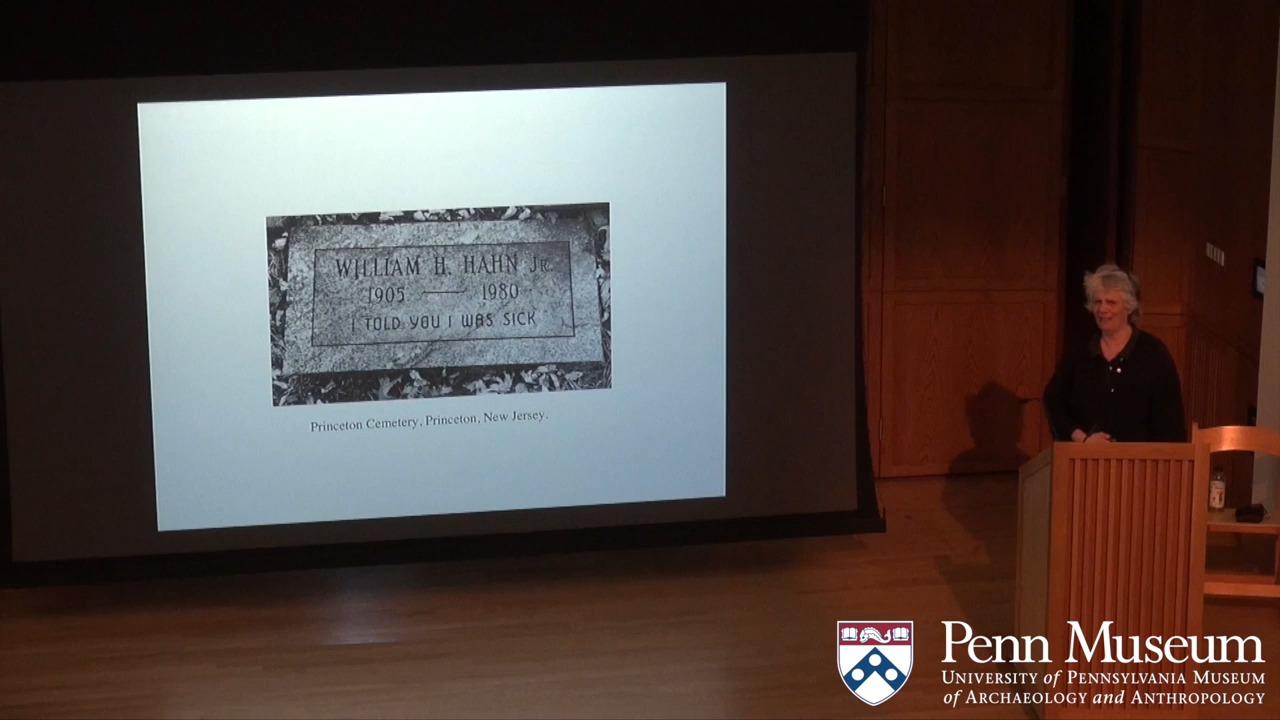 WILLIAM H. HAHN JR.
1905 — 1980
I TOLD YOU I WAS SICK
Princeton Cemetery, Princeton, New Jersey.
Penn Museum
UNIVERSITY of PENNSYLVANIA MUSEUM
of ARCHAEOLOGY and ANTHROPOLOGY